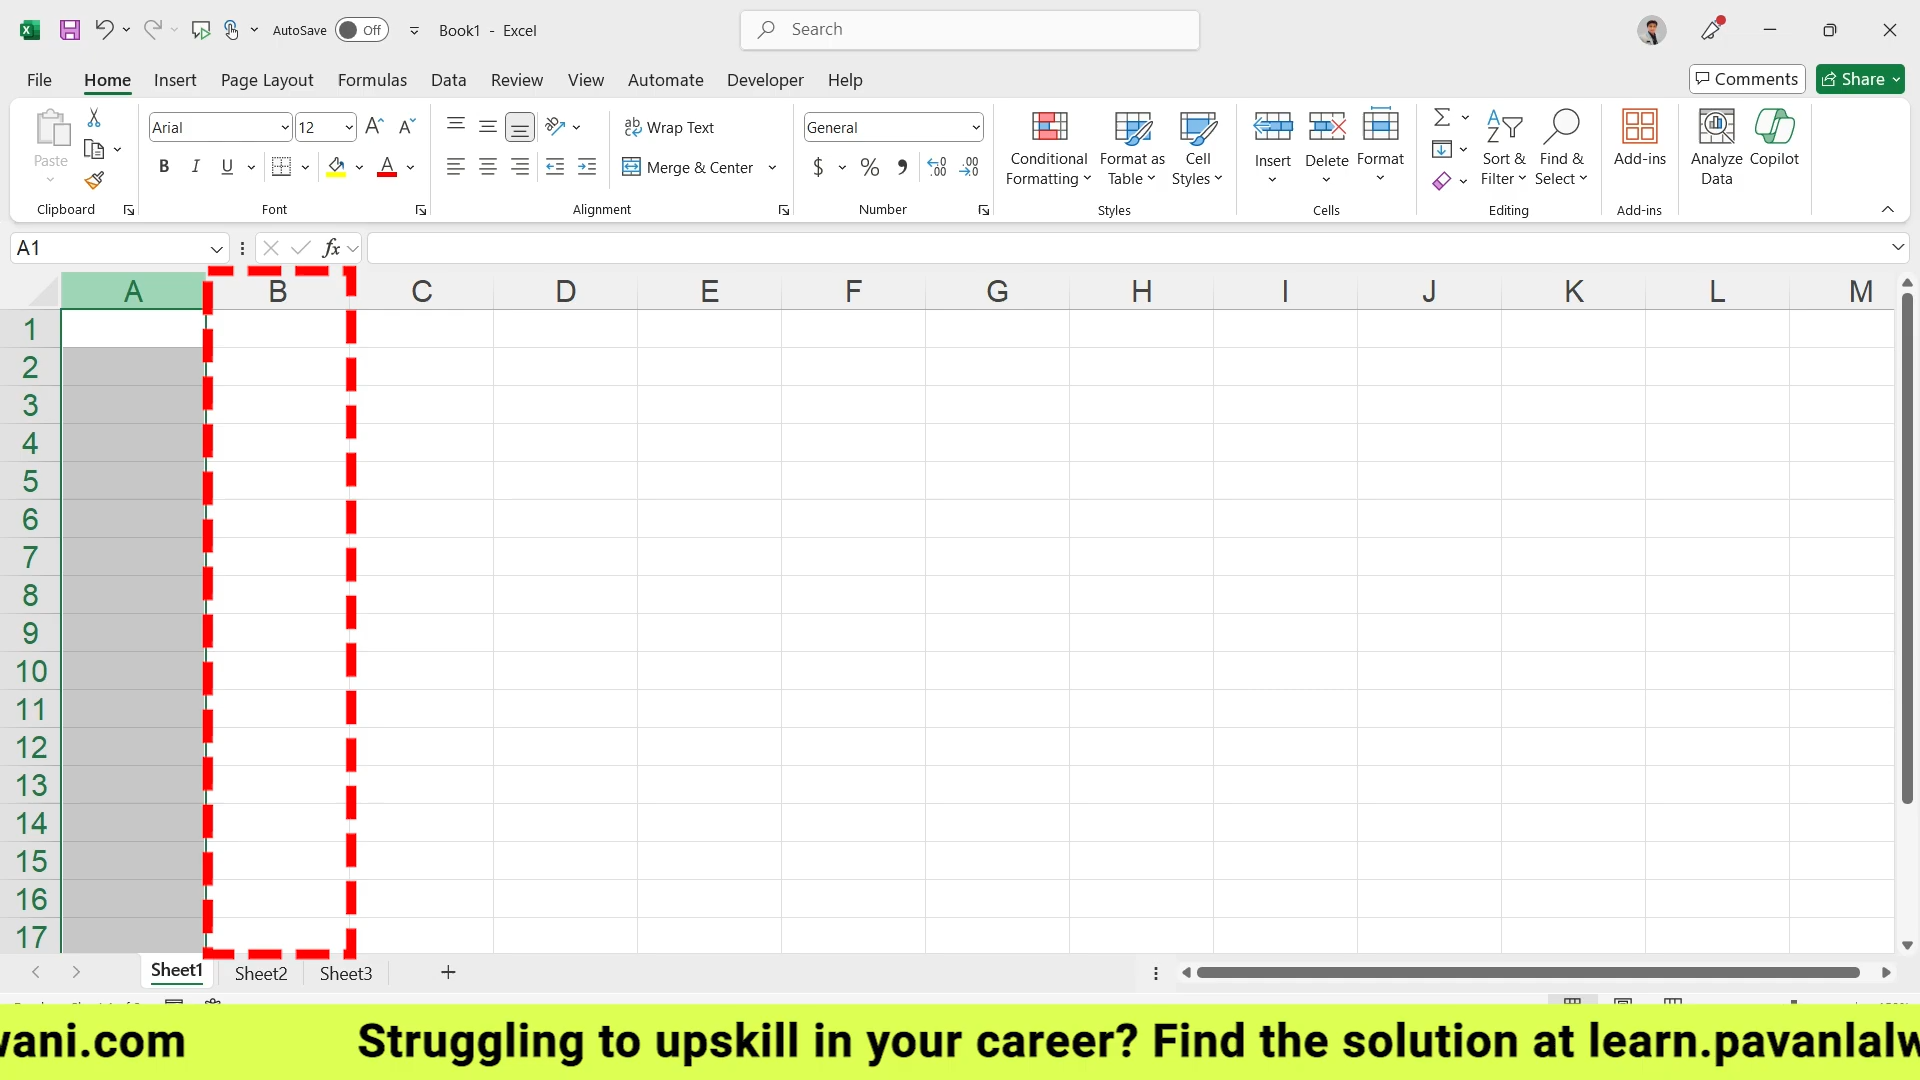 AutoSave Off Book1 - Excel Search
File Home Insert Page Layout Formulas Data Review View Automate Developer Help Comments Share
Paste
Clipboard
Arial 12
B I U A
Font
Wrap Text
Merge & Center
Alignment
General
$ % ,
Number
Conditional Formatting
Format as Table
Cell Styles
Styles
Insert Delete Format
Cells
Sort & Filter
Find & Select
Editing
Add-ins
Add-ins
Analyze Data
Copilot
A1 fx
A B C D E F G H I J K L M
1
2
3
4
5
6
7
8
9
10
11
12
13
14
15
16
17
Sheet1 Sheet2 Sheet3 +
vani.com Struggling to upskill in your career? Find the solution at learn.pavanlalw